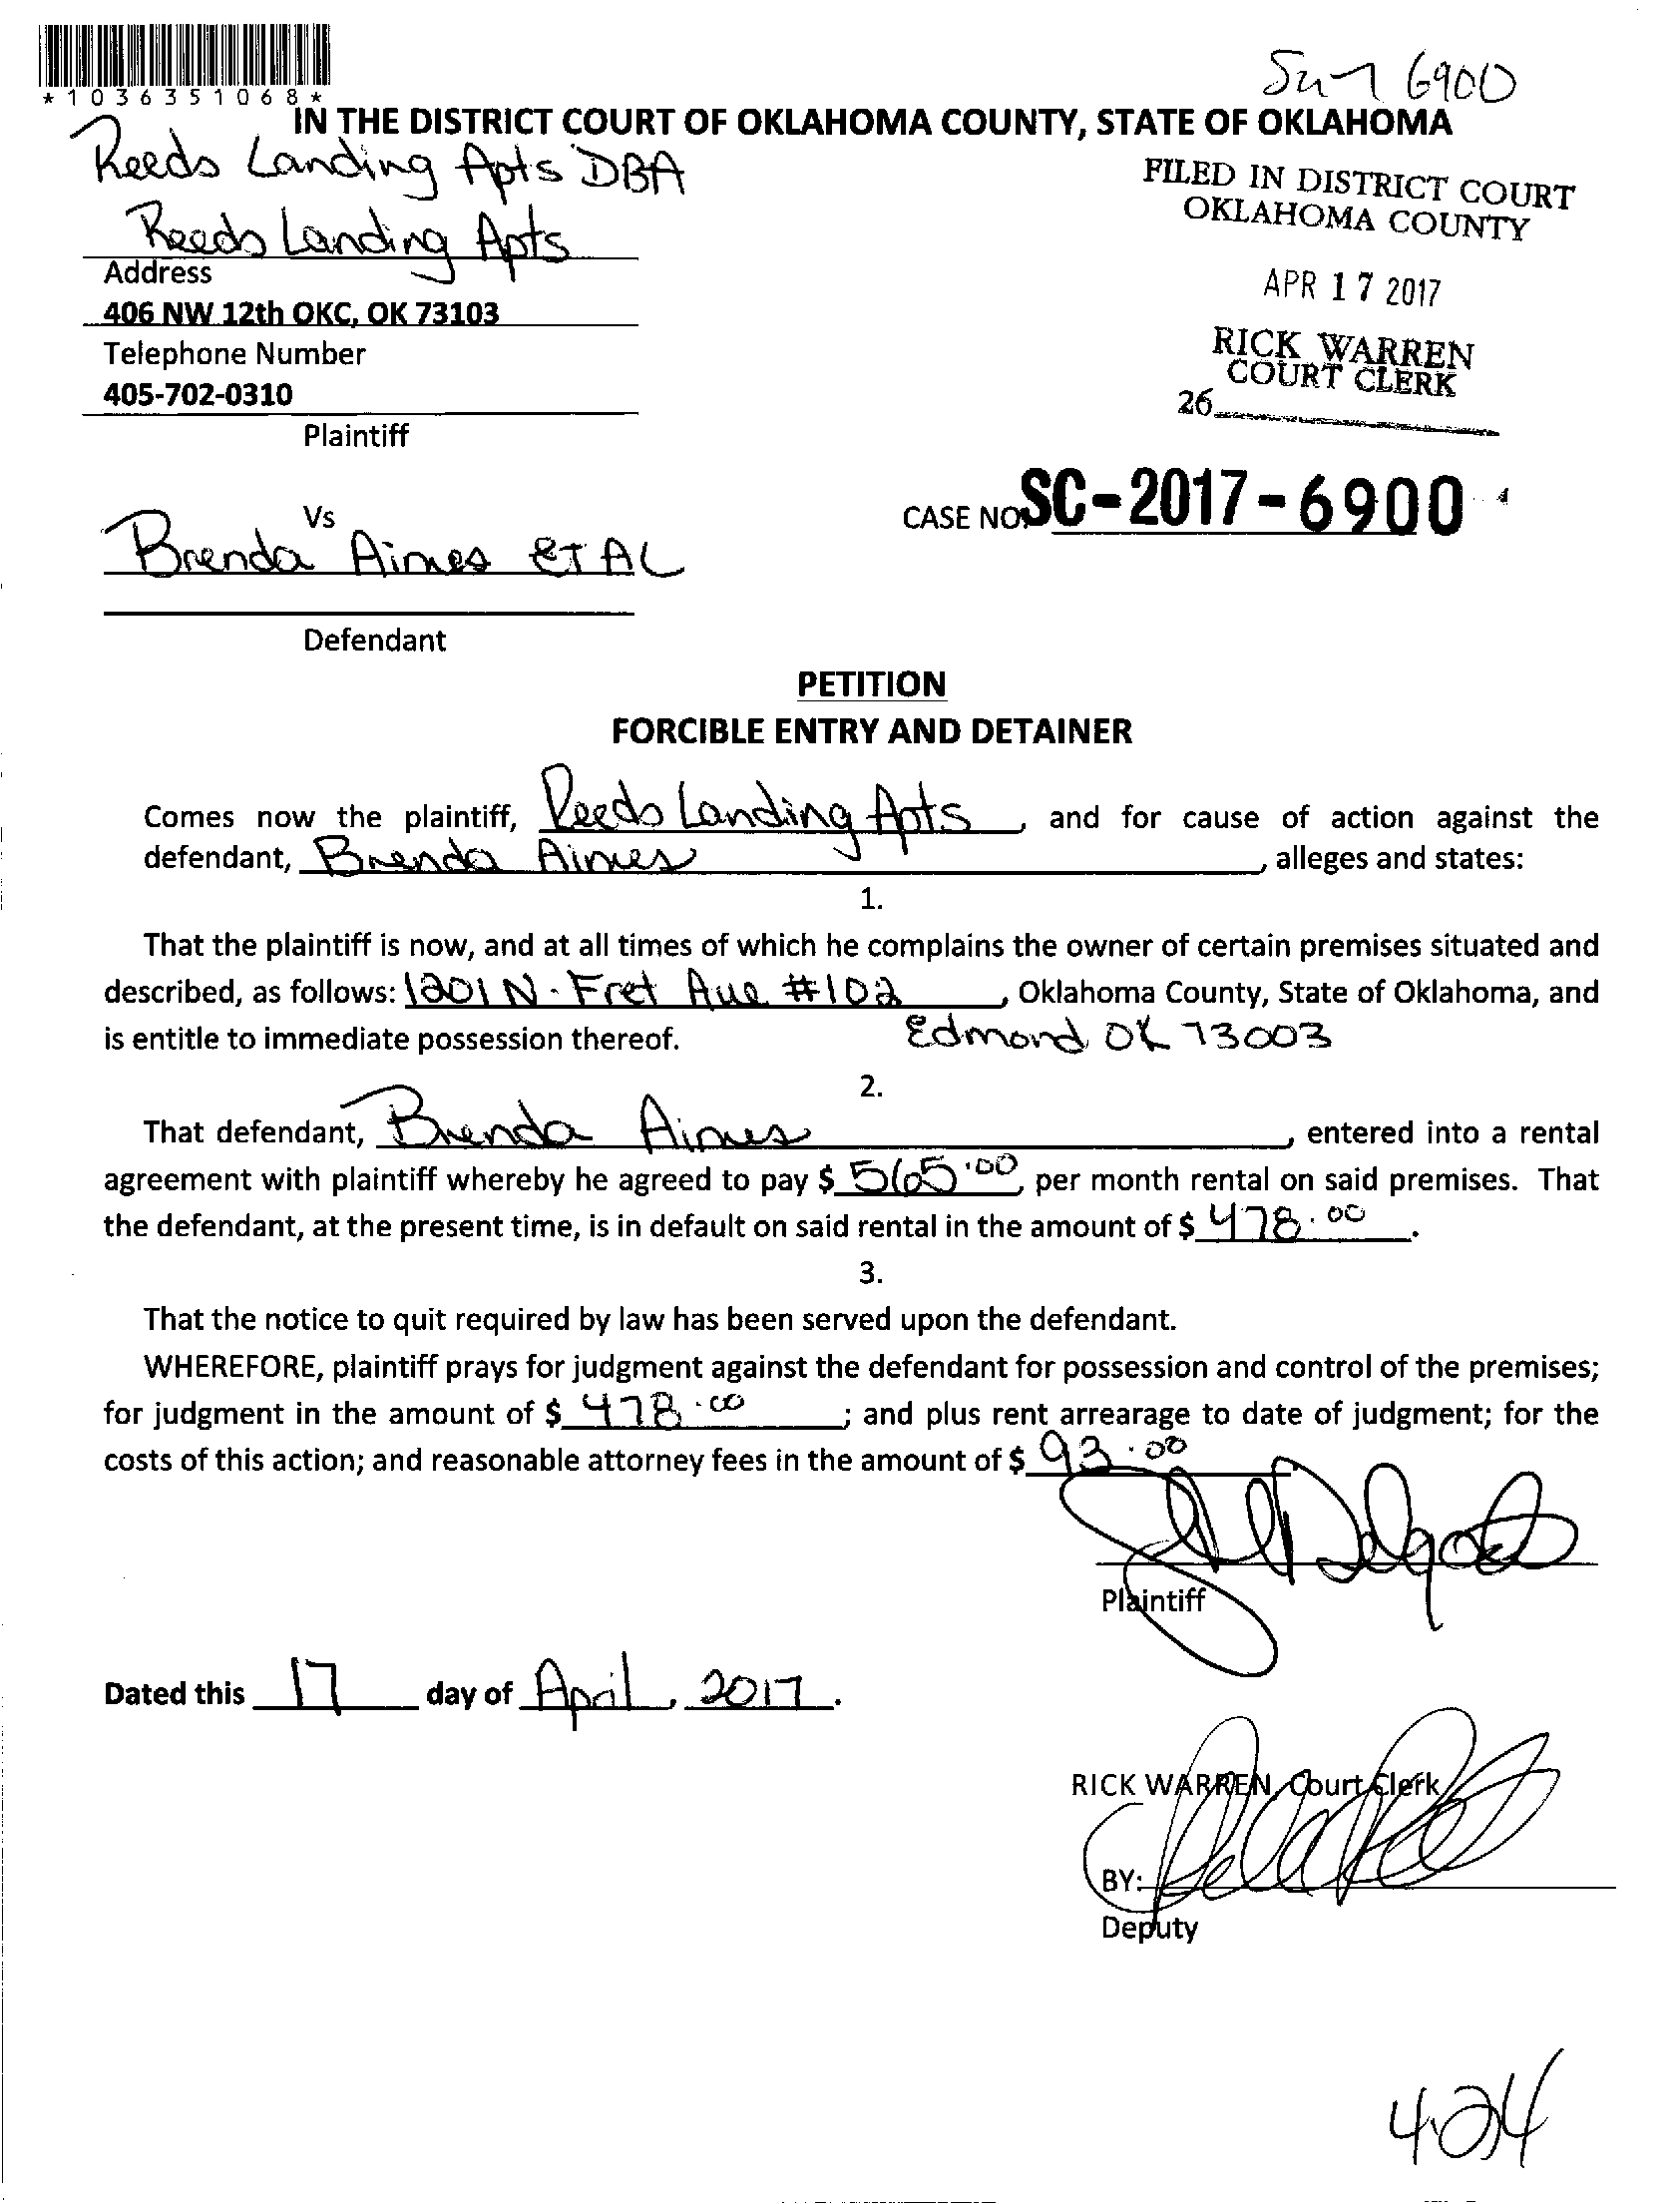 *1036351068*
6900
IN THE DISTRICT COURT OF OKLAHOMA COUNTY, STATE OF OKLAHOMA
Reeds Landing Apts DBA
Reeds Landing Apts
Address
406 NW 12th OKC, OK 73103
Telephone Number
405-702-0310
Plaintiff
FILED IN DISTRICT COURT
OKLAHOMA COUNTY
APR 17 2017
RICK WARREN
COURT CLERK
26
Vs
CASE NO. SC-2017-6900
Brenda Aimes ET AL
Defendant
PETITION
FORCIBLE ENTRY AND DETAINER
Comes now the plaintiff, Reeds Landing Apts, and for cause of action against the
defendant, Brenda Aimes, alleges and states:
1.
That the plaintiff is now, and at all times of which he complains the owner of certain premises situated and
described, as follows: 1201 N. Fret Ave #102, Oklahoma County, State of Oklahoma, and
is entitle to immediate possession thereof. Edmond OK 73003
2.
That defendant, Brenda Aimes, entered into a rental
agreement with plaintiff whereby he agreed to pay $ 565.00, per month rental on said premises. That
the defendant, at the present time, is in default on said rental in the amount of $ 478.00.
3.
That the notice to quit required by law has been served upon the defendant.
WHEREFORE, plaintiff prays for judgment against the defendant for possession and control of the premises;
for judgment in the amount of $ 478.00; and plus rent arrearage to date of judgment; for the
costs of this action; and reasonable attorney fees in the amount of $ 93.00
Plaintiff
Dated this 17 day of April, 2017.
RICK WARREN, Court Clerk
BY:
Deputy
4.24